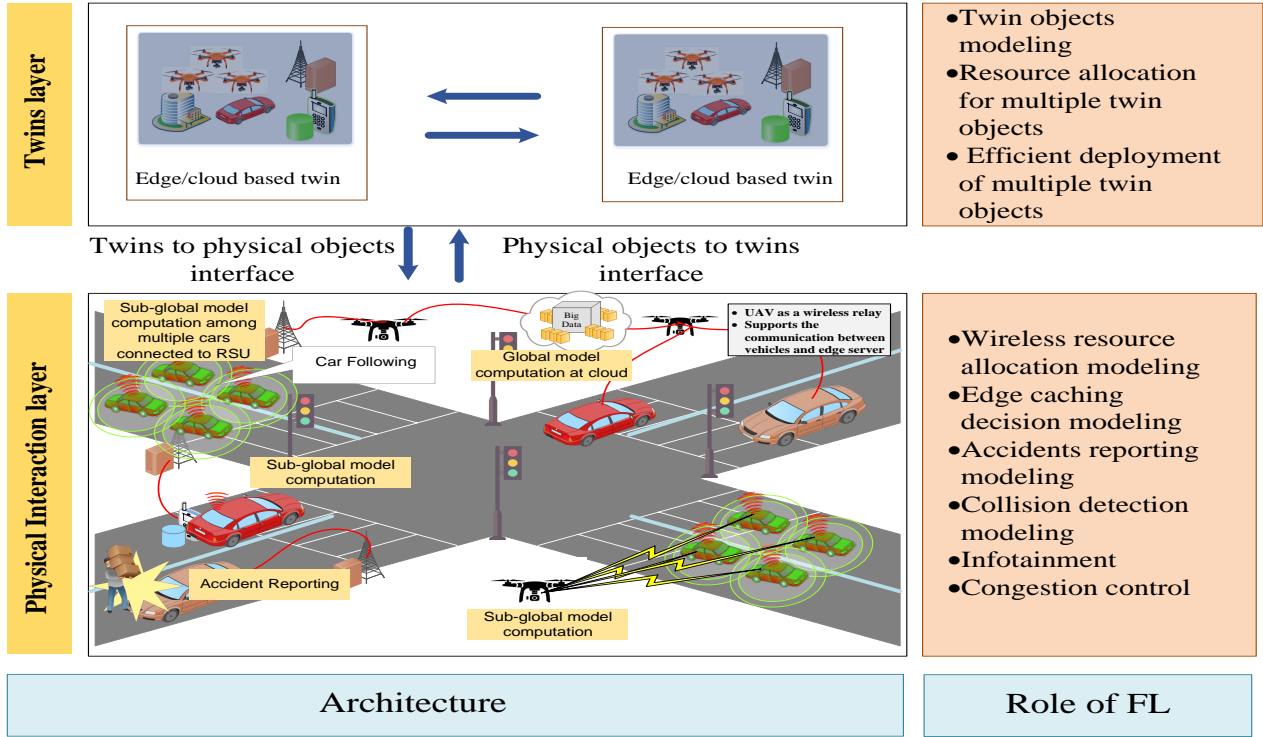 Twins layer
Edge/cloud based twin
Edge/cloud based twin
•Twin objects
modeling
•Resource allocation
for multiple twin
objects
• Efficient deployment
of multiple twin
objects
Twins to physical objects
interface
Physical objects to twins
interface
Physical Interaction layer
Sub-global model
computation among
multiple cars
connected to RSU
Car Following
Big
Data
Global model
computation at cloud
• UAV as a wireless relay
• Supports the
communication between
vehicles and edge server
Sub-global model
computation
Accident Reporting
Sub-global model
computation
•Wireless resource
allocation modeling
•Edge caching
decision modeling
•Accidents reporting
modeling
•Collision detection
modeling
•Infotainment
•Congestion control
Architecture
Role of FL